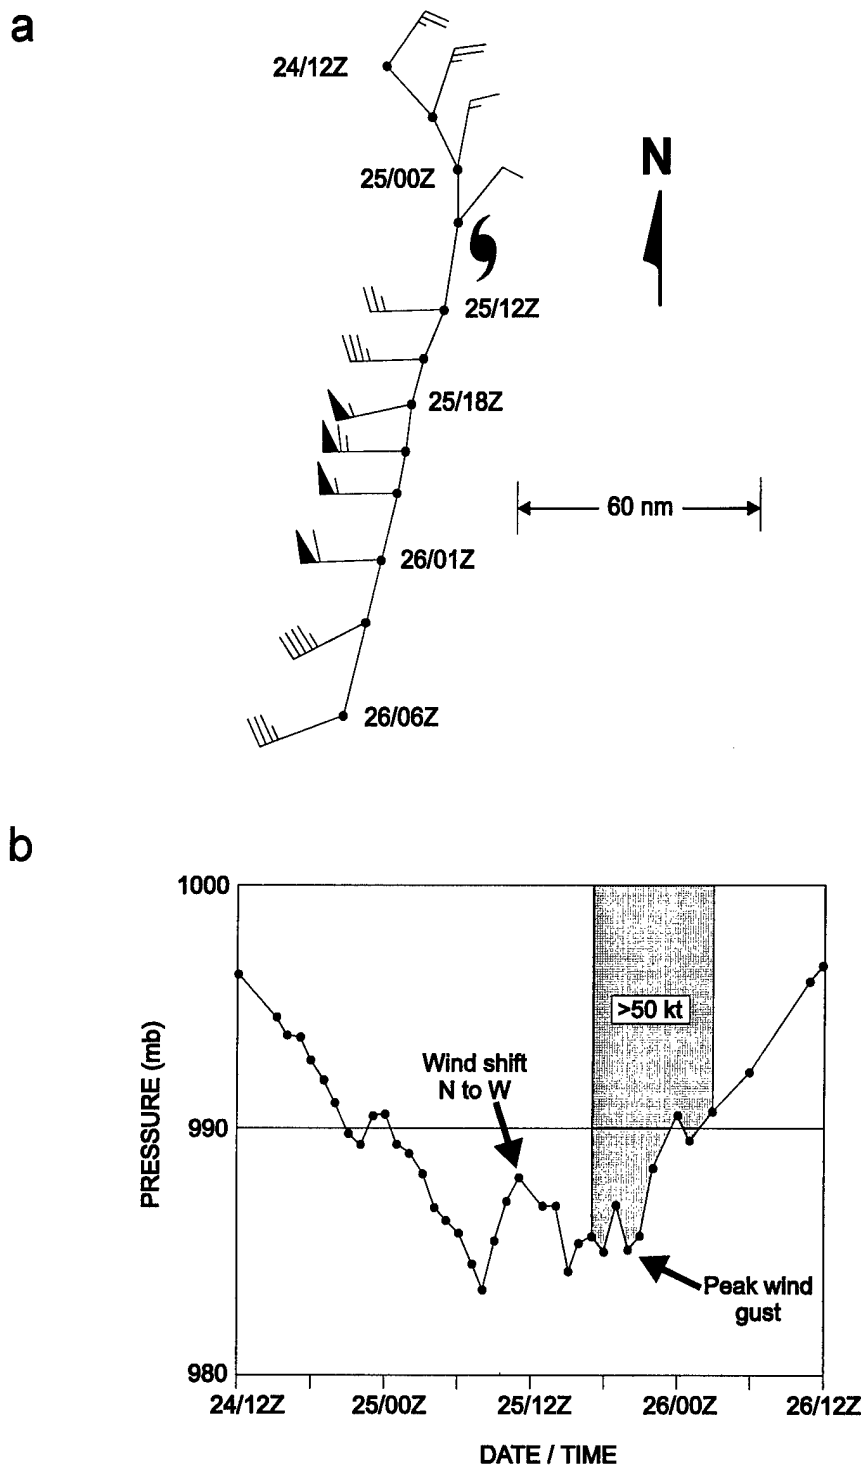 a
24/12Z
25/00Z
N
25/12Z
25/18Z
60 nm
26/01Z
26/06Z
b
1000
>50 kt
Wind shift
N to W
990
PRESSURE (mb)
Peak wind
gust
980
24/12Z 25/00Z 25/12Z 26/00Z 26/12Z
DATE / TIME